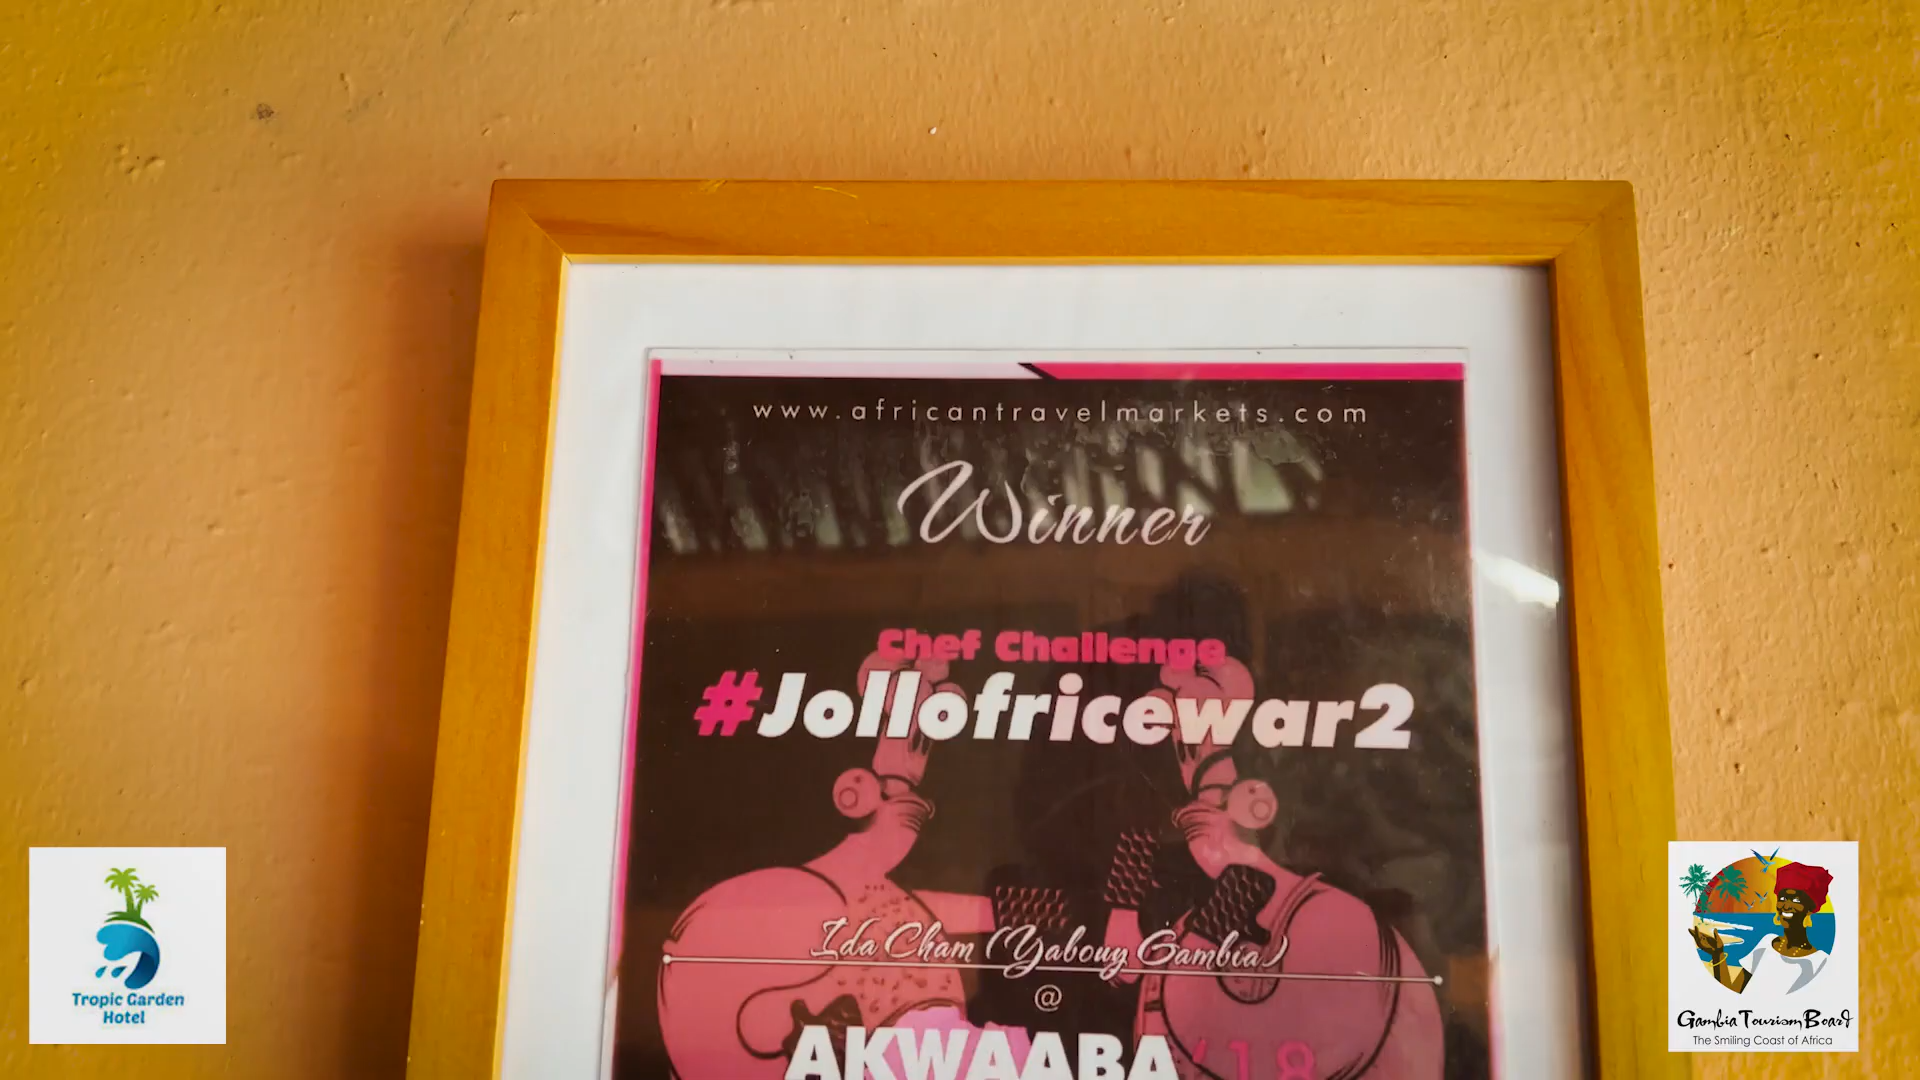 www.africantravelmarkets.com
Winner
Chef Challenge
#Jollofricewar2
Ida Cham (Yabouy Gambia)
@
AKWAABA '18
Tropic Garden
Hotel
Gambia Tourism Board
The Smiling Coast of Africa